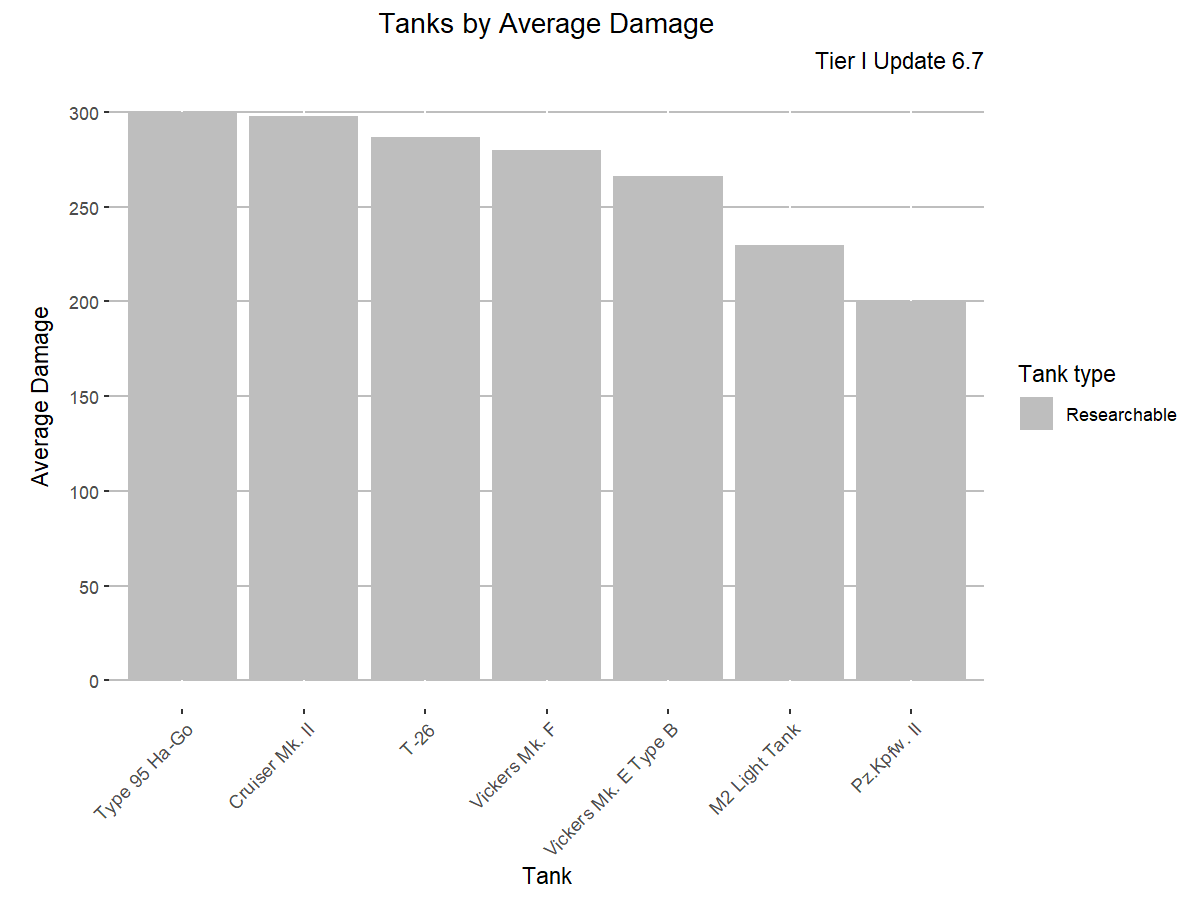 Tanks by Average Damage
Tier I Update 6.7
300
250
200
150
100
50
0
Average Damage
Type 95 Ha-Go
Cruiser Mk. II
T-26
Vickers Mk. F
Vickers Mk. E Type B
M2 Light Tank
Pz.Kpfw. II
Tank
Tank type
Researchable